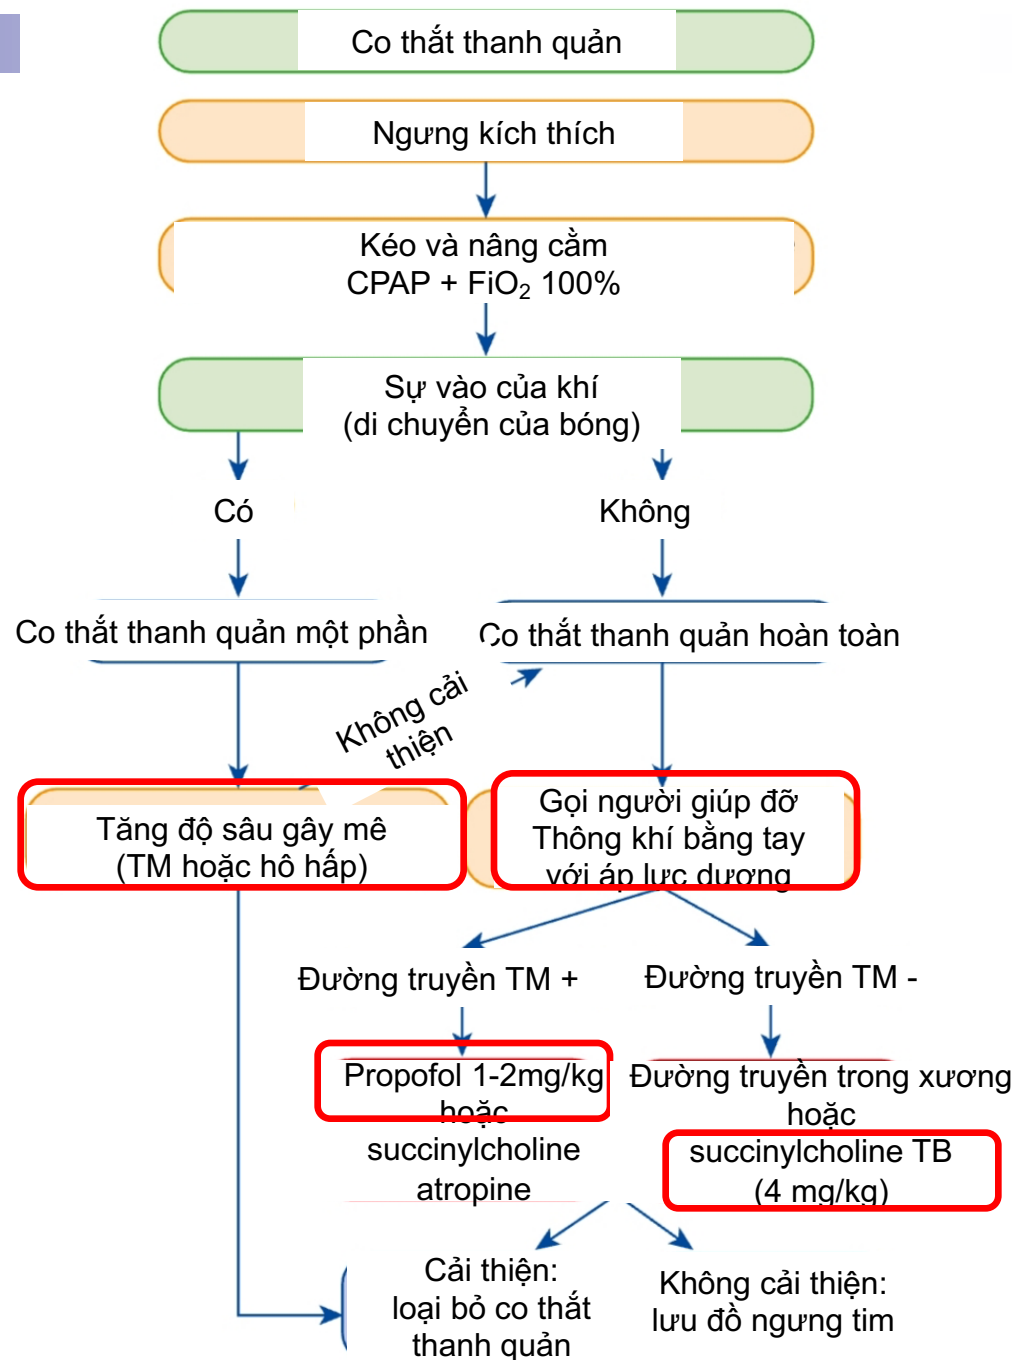 Co thắt thanh quản
Ngưng kích thích
Kéo và nâng cằm
CPAP + FiO₂ 100%
Sự vào của khí
(di chuyển của bóng)
Có
Không
Co thắt thanh quản một phần
Co thắt thanh quản hoàn toàn
Không cải
thiện
Tăng độ sâu gây mê
(TM hoặc hô hấp)
Gọi người giúp đỡ
Thông khí bằng tay
với áp lực dương
Đường truyền TM +
Đường truyền TM -
Propofol 1-2mg/kg
hoặc
succinylcholine
atropine
Đường truyền trong xương
hoặc
succinylcholine TB
(4 mg/kg)
Cải thiện:
loại bỏ co thắt
thanh quản
Không cải thiện:
lưu đồ ngưng tim